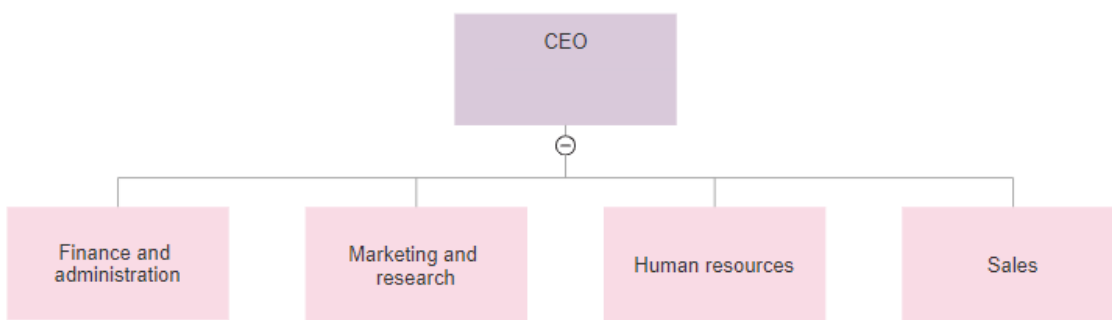 CEO
Finance and
administration
Marketing and
research
Human resources
Sales